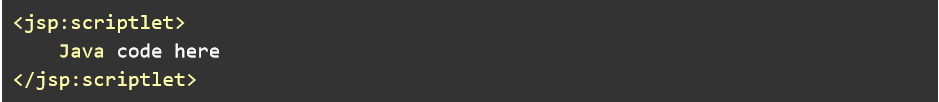 <jsp:scriptlet>
    Java code here
</jsp:scriptlet>